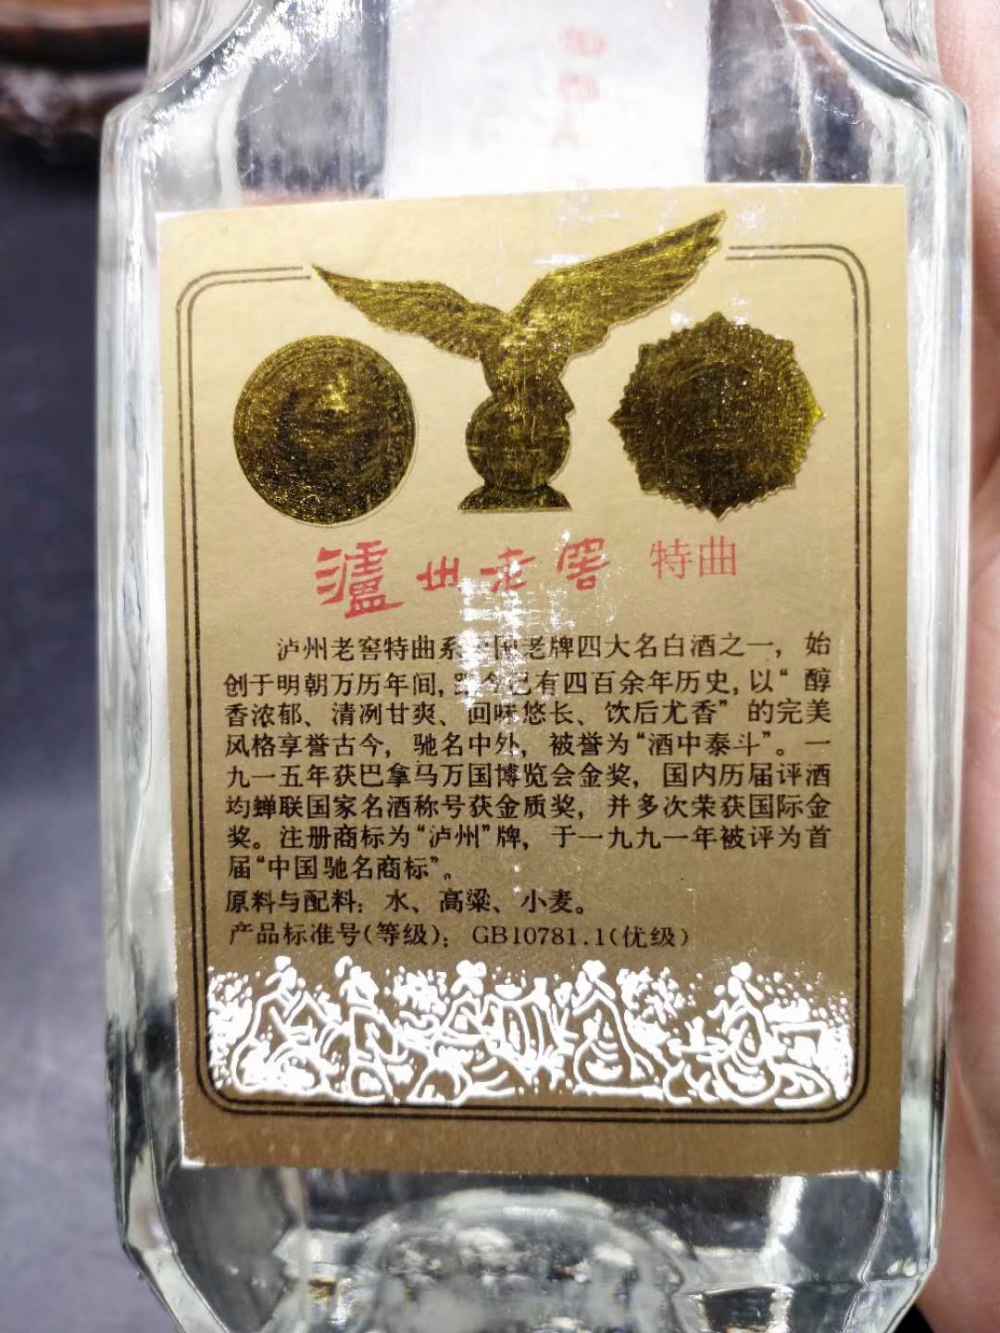 泸州老窖 特曲
泸州老窖特曲系中国老牌四大名白酒之一，始
创于明朝万历年间，距今已有四百余年历史，以“醇
香浓郁、清冽甘爽、回味悠长、饮后尤香”的完美
风格享誉古今，驰名中外，被誉为“酒中泰斗”。一
九一五年获巴拿马万国博览会金奖，国内历届评酒
均蝉联国家名酒称号获金质奖，并多次荣获国际金
奖。注册商标为“泸州”牌，于一九九一年被评为首
届“中国驰名商标”。
原料与配料：水、高粱、小麦。
产品标准号(等级)：GB10781.1(优级)